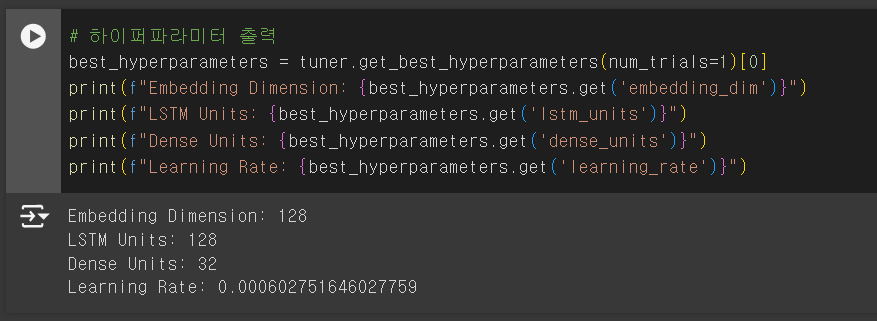 # 하이퍼파라미터 출력
best_hyperparameters = tuner.get_best_hyperparameters(num_trials=1)[0]
print(f"Embedding Dimension: {best_hyperparameters.get('embedding_dim')}")
print(f"LSTM Units: {best_hyperparameters.get('lstm_units')}")
print(f"Dense Units: {best_hyperparameters.get('dense_units')}")
print(f"Learning Rate: {best_hyperparameters.get('learning_rate')}")
Embedding Dimension: 128
LSTM Units: 128
Dense Units: 32
Learning Rate: 0.000602751646027759